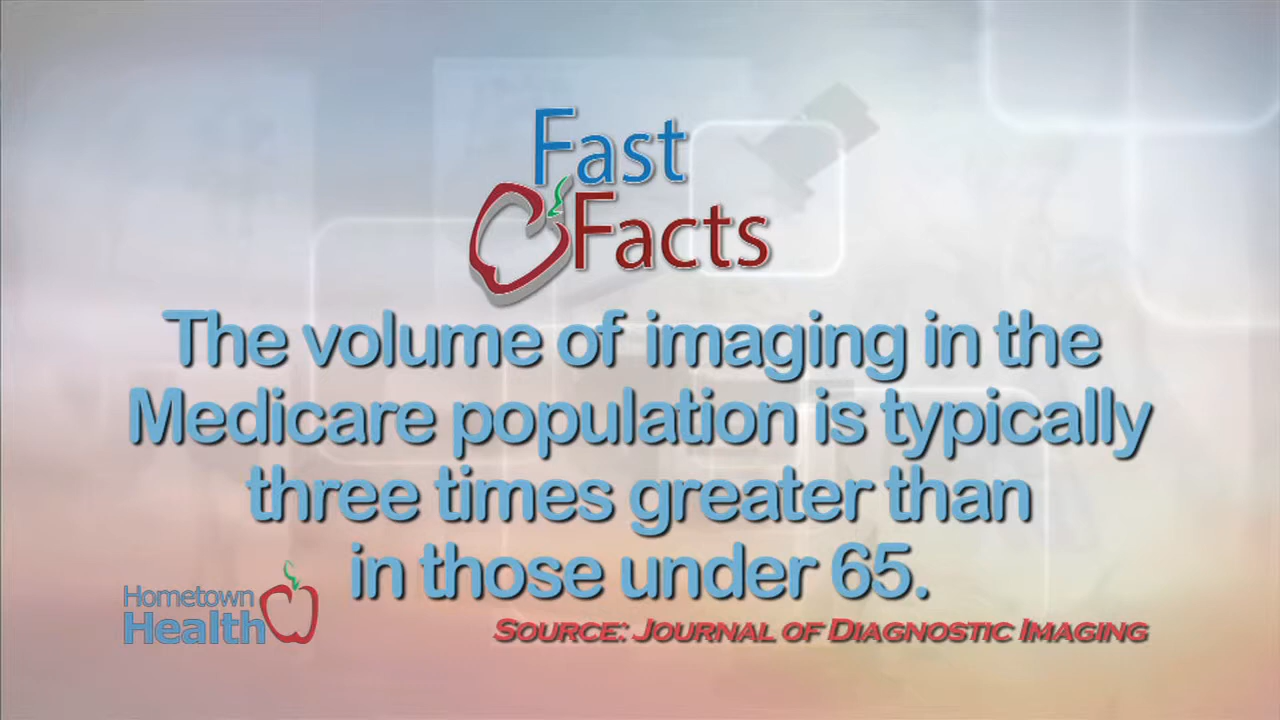 Fast
Facts
The volume of imaging in the
Medicare population is typically
three times greater than
in those under 65.
Hometown
Health
Source: Journal of Diagnostic Imaging